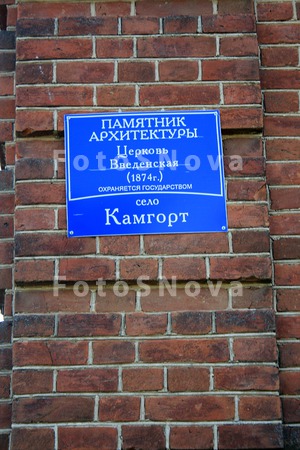 ПАМЯТНИК
АРХИТЕКТУРЫ
Церковь
Введенская
(1874г.)
ОХРАНЯЕТСЯ ГОСУДАРСТВОМ
село
Камгорт
FotoSNova
FotoSNova